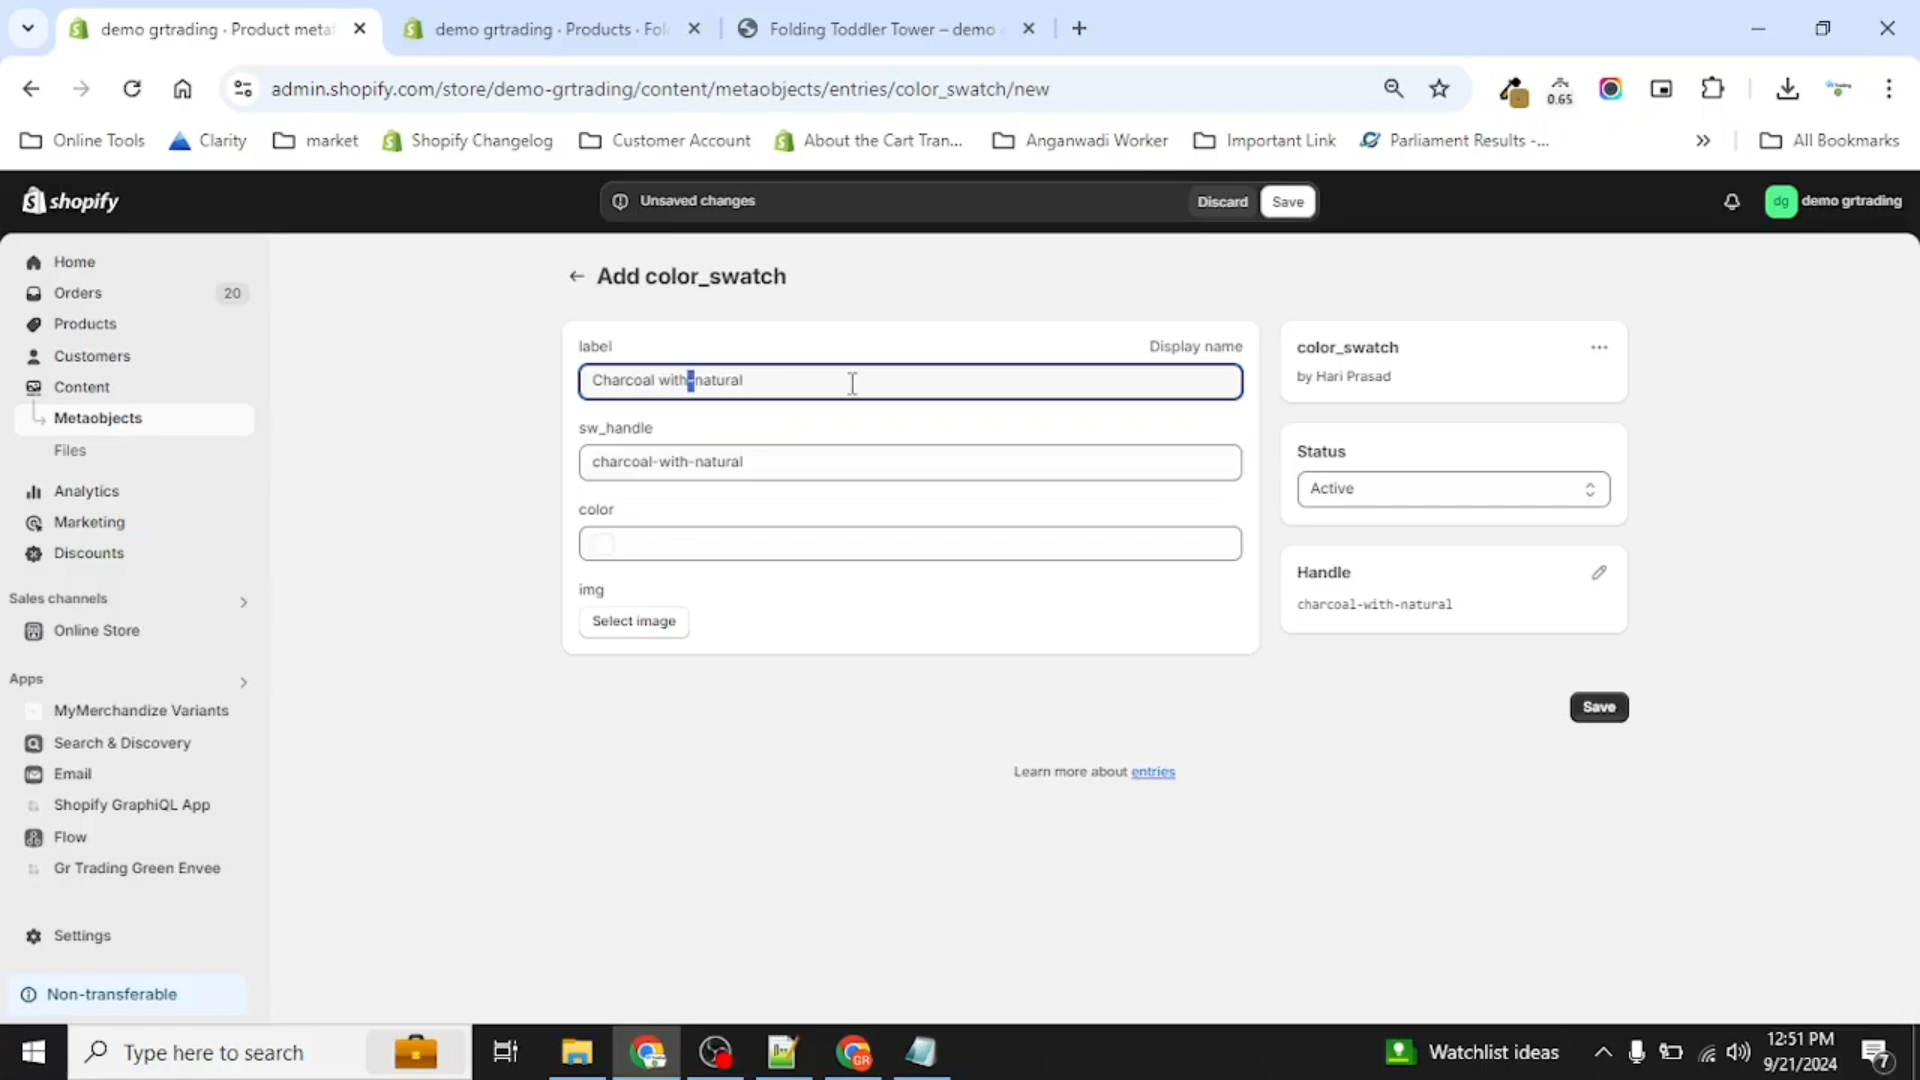 demo grtrading · Product meta
demo grtrading · Products · Fol
Folding Toddler Tower – demo
admin.shopify.com/store/demo-grtrading/content/metaobjects/entries/color_swatch/new
0.65
Online Tools
Clarity
market
Shopify Changelog
Customer Account
About the Cart Tran...
Anganwadi Worker
Important Link
Parliament Results -...
All Bookmarks
shopify
Unsaved changes
Discard
Save
dg
demo grtrading
Home
Orders
20
Products
Customers
Content
Metaobjects
Files
Analytics
Marketing
Discounts
Sales channels
Online Store
Apps
MyMerchandize Variants
Search & Discovery
Email
Shopify GraphiQL App
Flow
Gr Trading Green Envee
Settings
Non-transferable
Add color_swatch
label
Display name
Charcoal with-natural
sw_handle
charcoal-with-natural
color
img
Select image
color_swatch
by Hari Prasad
Status
Active
Handle
charcoal-with-natural
Save
Learn more about entries
Type here to search
GR
Watchlist ideas
12:51 PM
9/21/2024
7